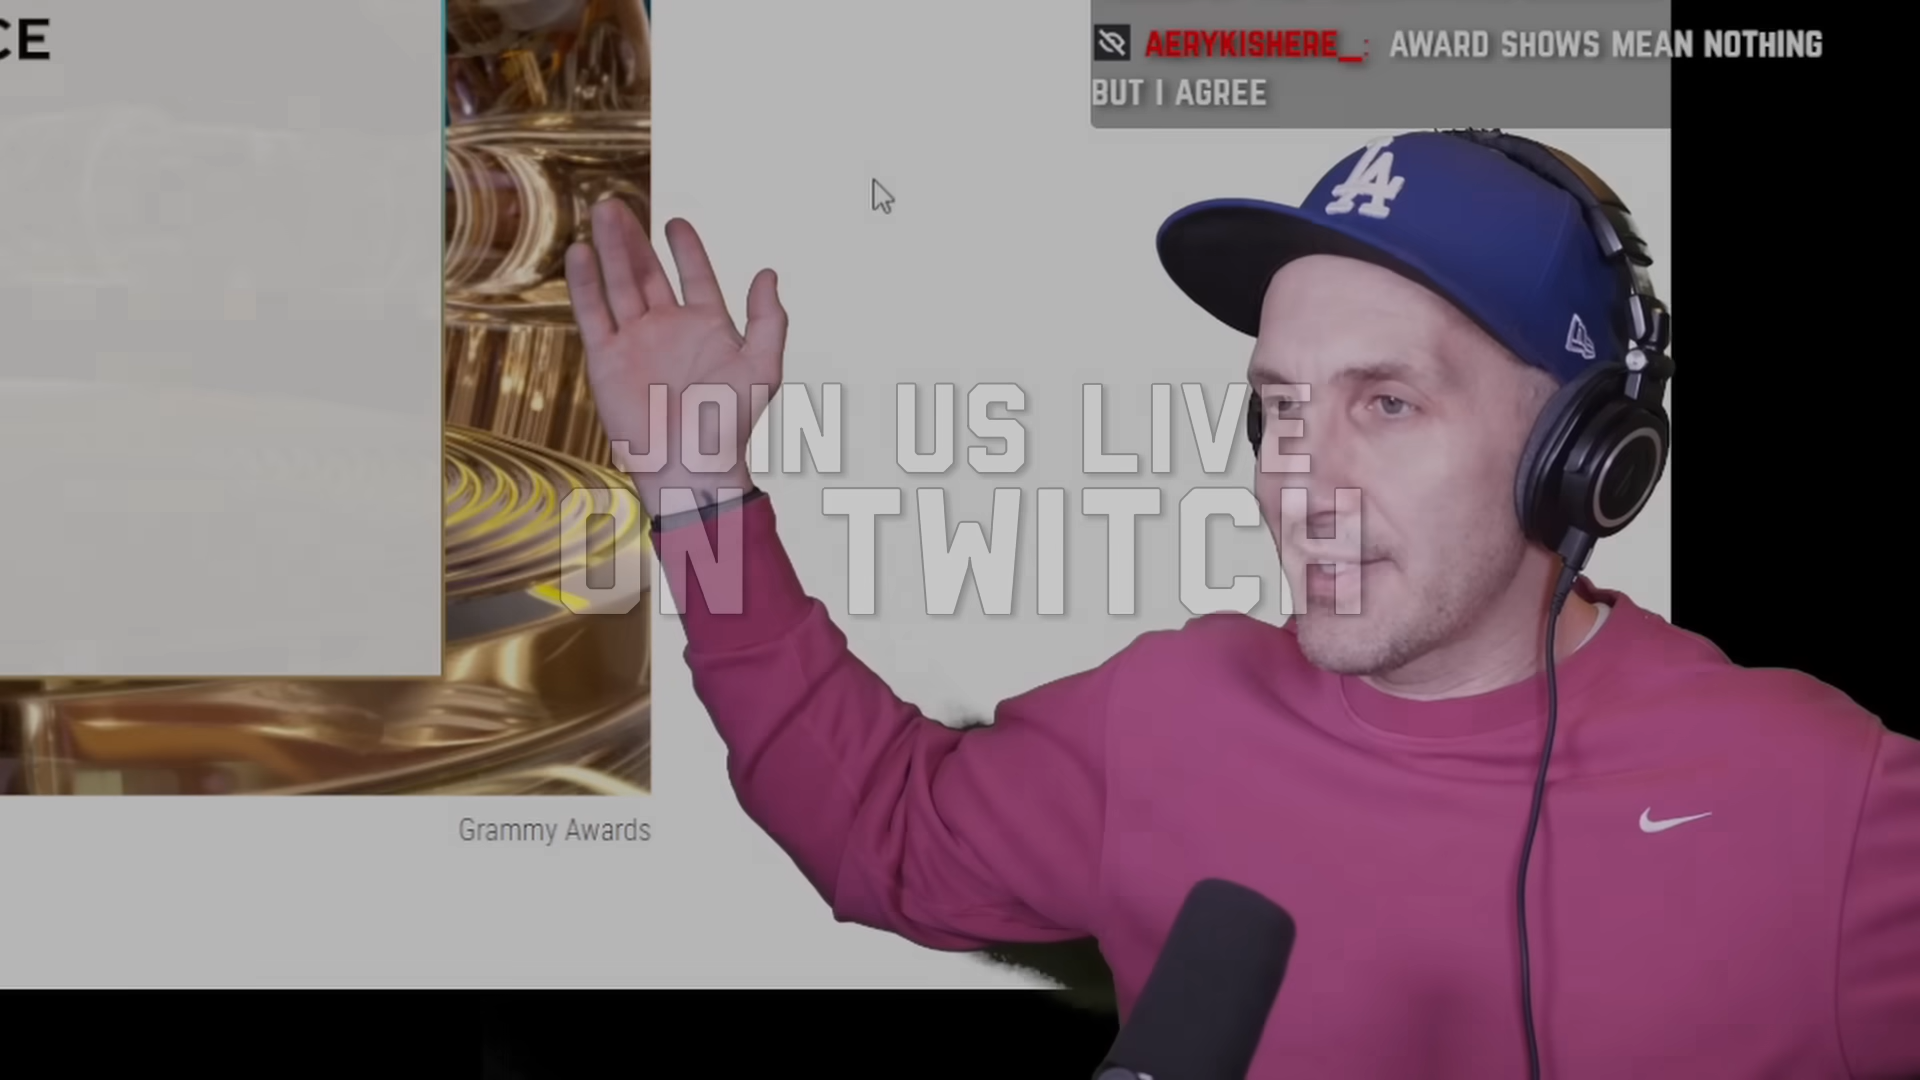 CE
AERYKISHERE_: AWARD SHOWS MEAN NOTHING
BUT I AGREE
LA
JOIN US LIVE
ON TWITCH
Grammy Awards